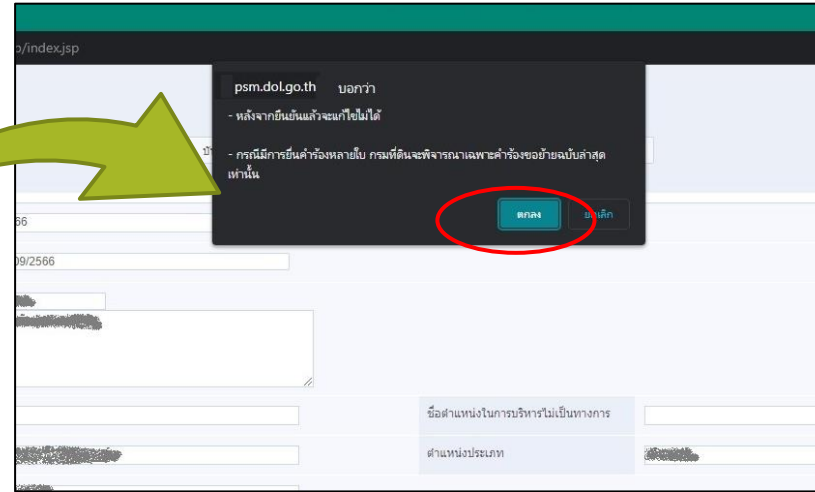 o/index.jsp
psm.dol.go.th บอกว่า
- หลังจากยืนยันแล้วจะแก้ไขไม่ได้
- กรณีมีการยื่นคำร้องหลายใบ กรมที่ดินจะพิจารณาเฉพาะคำร้องขอย้ายฉบับล่าสุด
เท่านั้น
ตกลง ยกเลิก
66
09/2566
ชื่อตำแหน่งในการบริหารไม่เป็นทางการ
ตำแหน่งประเภท